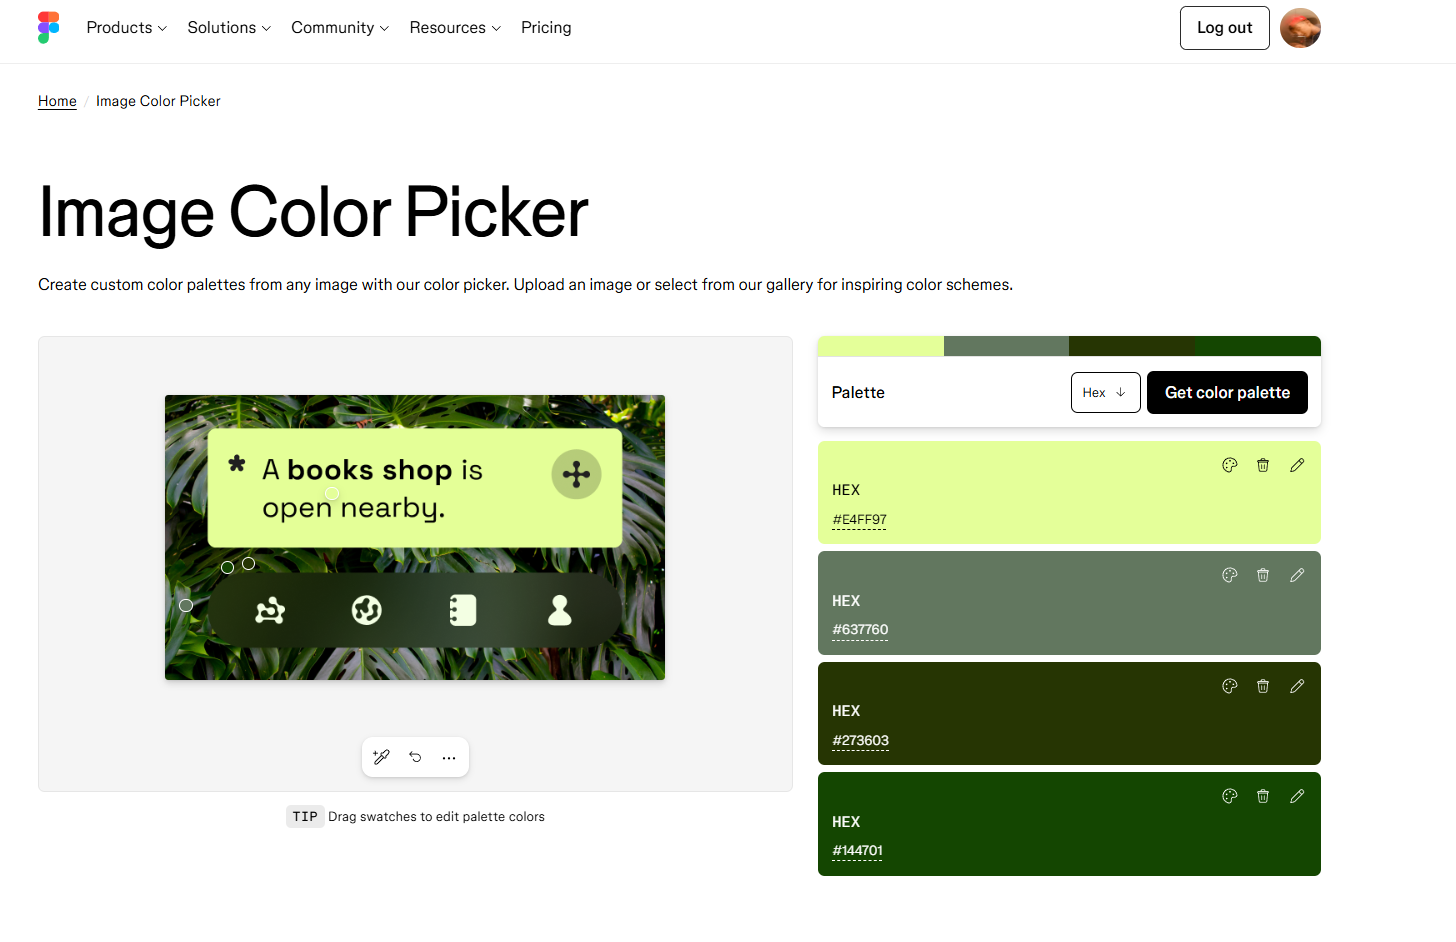 Products Solutions Community Resources Pricing Log out
Home / Image Color Picker
Image Color Picker
Create custom color palettes from any image with our color picker. Upload an image or select from our gallery for inspiring color schemes.
* A books shop is
open nearby.
TIP Drag swatches to edit palette colors
Palette Hex ↓ Get color palette
HEX
#E4FF97
HEX
#637760
HEX
#273603
HEX
#144701